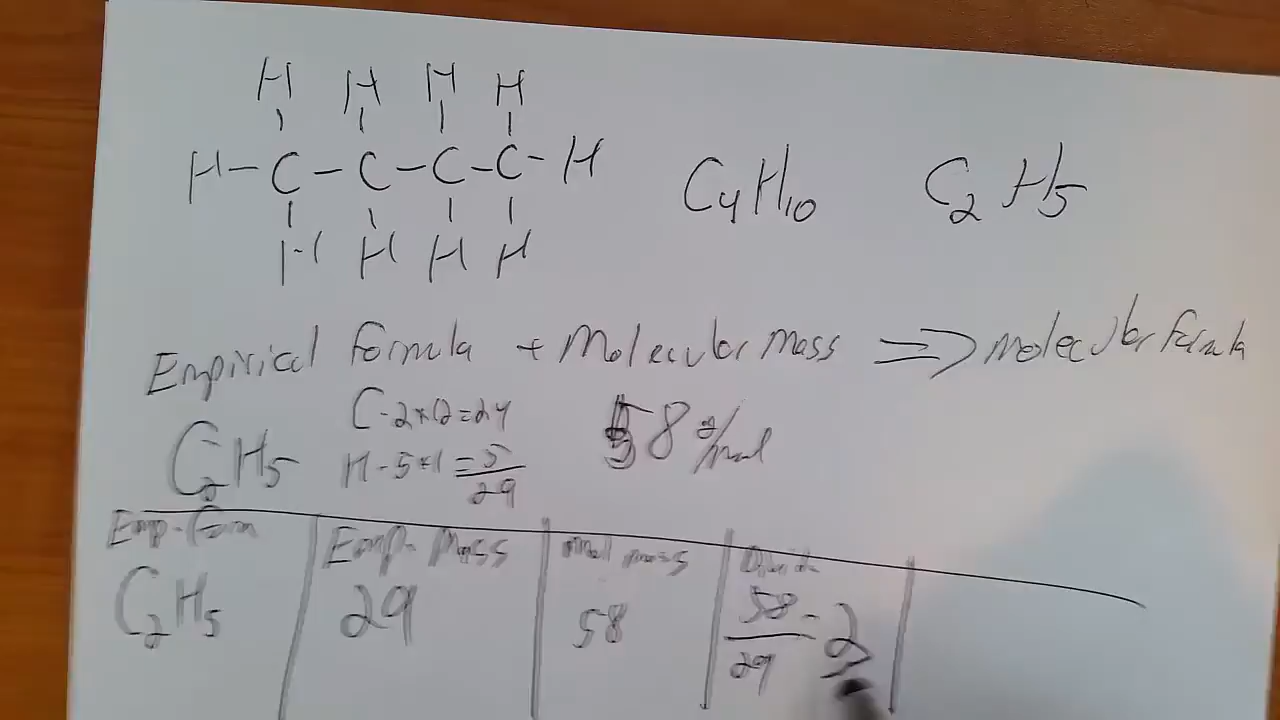 H H H H
H-C-C-C-C-H C4H10 C2H5
H H H H
Empirical Formula + Molecular mass => molecular formula
C-2*12=24
C2H5 H-5*1=5 58 g/mol
29
Emp. Form Emp. Mass Mol mass Divide
C2H5 29 58 58/29=2